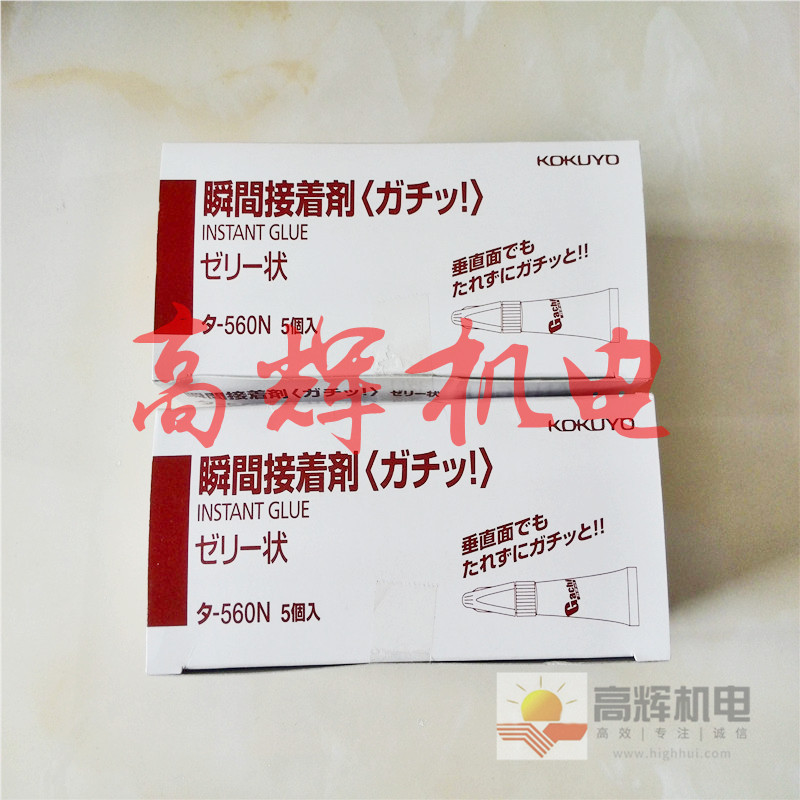 KOKUYO
瞬間接着剤〈ガチッ!〉
INSTANT GLUE
ゼリー状
垂直面でも
たれずにガチッと!!
Gachi
タ-560N 5個入
高辉机电
瞬間接着剤〈ガチッ!〉 ゼリー状
KOKUYO
瞬間接着剤〈ガチッ!〉
INSTANT GLUE
ゼリー状
垂直面でも
たれずにガチッと!!
Gachi
タ-560N 5個入
高辉机电
高效|专注|诚信
www.highhui.com